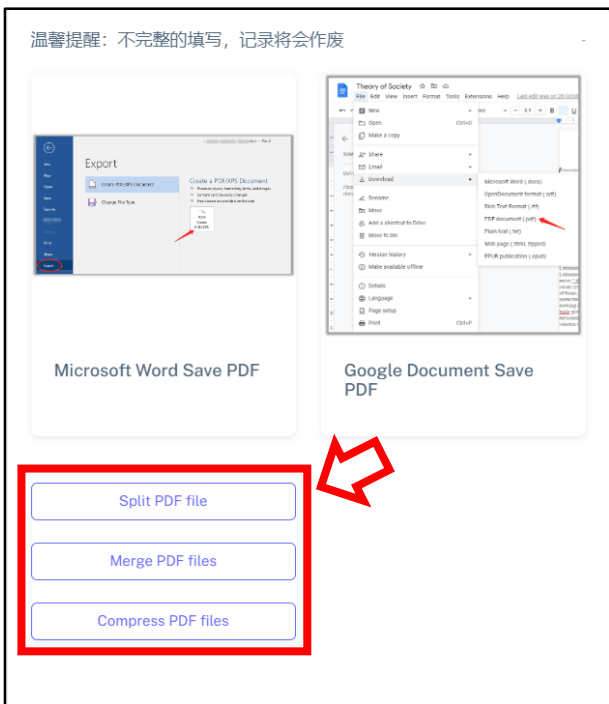 温馨提醒：不完整的填写，记录将会作废
Export
Create PDF/XPS Document
Change File Type
Create a PDF/XPS Document
Export
Theory of Society
File Edit View Insert Format Tools Extensions Help
New
Open Ctrl+O
Make a copy
Share
Email
Download
Rename
Move
Add a shortcut to Drive
Move to bin
Version history
Make available offline
Details
Language
Page setup
Print Ctrl+P
Microsoft Word (.docx)
OpenDocument format (.odt)
Rich Text Format (.rtf)
PDF document (.pdf)
Plain text (.txt)
Web page (.html, zipped)
EPUB publication (.epub)
Microsoft Word Save PDF
Google Document Save
PDF
Split PDF file
Merge PDF files
Compress PDF files